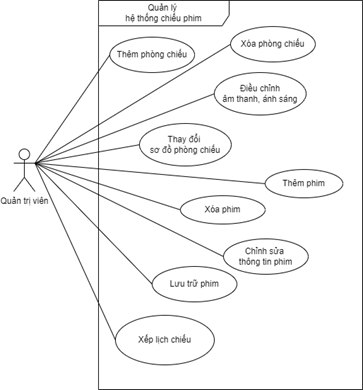 Quản lý
hệ thống chiếu phim
Xóa phòng chiếu
Thêm phòng chiếu
Điều chỉnh
âm thanh, ánh sáng
Thay đổi
sơ đồ phòng chiếu
Thêm phim
Quản trị viên
Xóa phim
Chỉnh sửa
thông tin phim
Lưu trữ phim
Xếp lịch chiếu